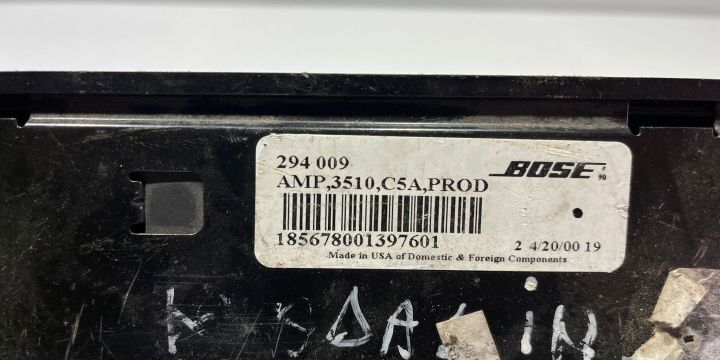 294 009
BOSE ®
AMP,3510,C5A,PROD
185678001397601
2 4/20/00 19
Made in USA of Domestic & Foreign Components